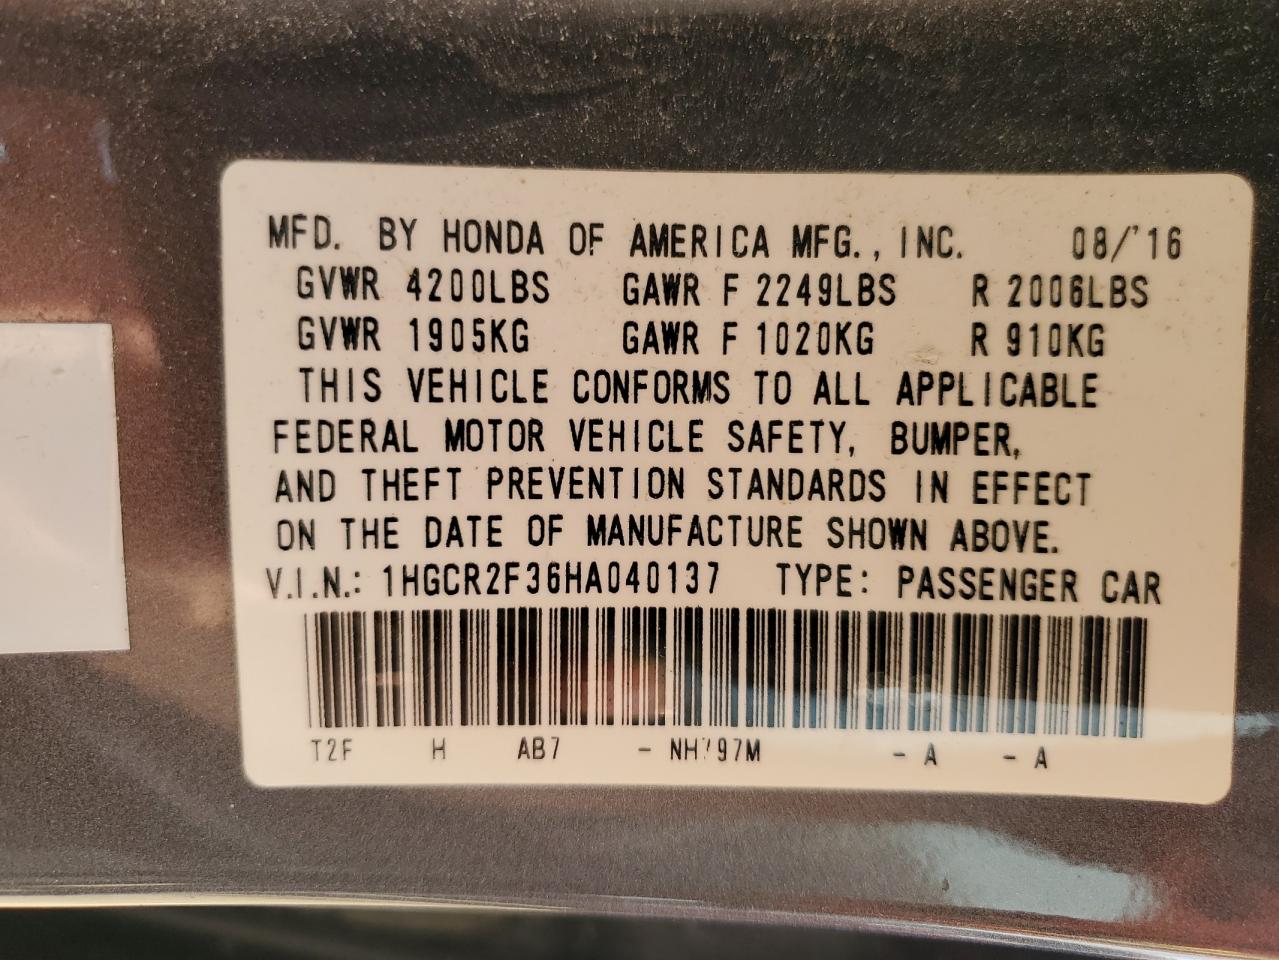 MFD. BY HONDA OF AMERICA MFG., INC. 08/'16
GVWR 4200LBS GAWR F 2249LBS R 2006LBS
GVWR 1905KG GAWR F 1020KG R 910KG
THIS VEHICLE CONFORMS TO ALL APPLICABLE
FEDERAL MOTOR VEHICLE SAFETY, BUMPER,
AND THEFT PREVENTION STANDARDS IN EFFECT
ON THE DATE OF MANUFACTURE SHOWN ABOVE.
V.I.N.: 1HGCR2F36HA040137 TYPE: PASSENGER CAR
T2F H AB7 - NH797M - A - A